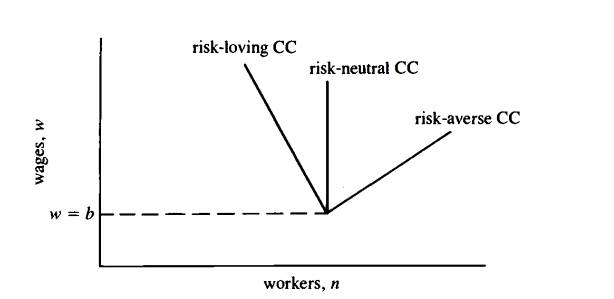 risk-loving CC
risk-neutral CC
risk-averse CC
wages, w
w = b
workers, n